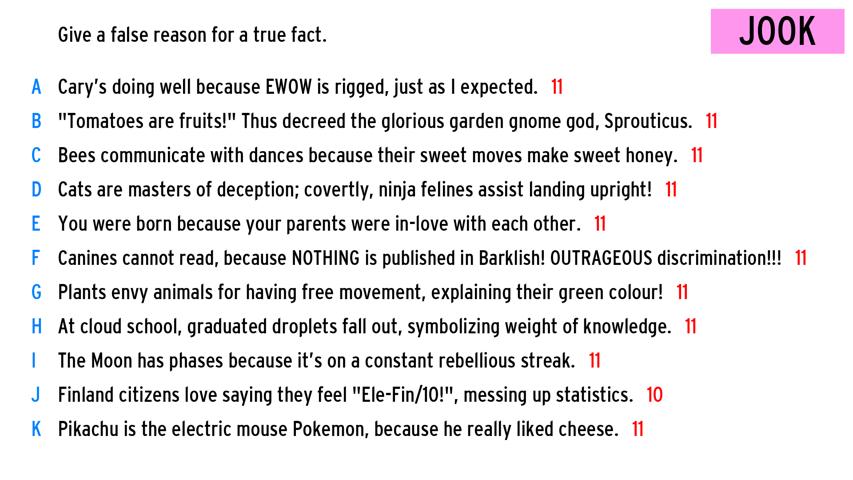 Give a false reason for a true fact.
JOOK
A Cary's doing well because EWOW is rigged, just as I expected. 11
B "Tomatoes are fruits!" Thus decreed the glorious garden gnome god, Sprouticus. 11
C Bees communicate with dances because their sweet moves make sweet honey. 11
D Cats are masters of deception; covertly, ninja felines assist landing upright! 11
E You were born because your parents were in-love with each other. 11
F Canines cannot read, because NOTHING is published in Barklish! OUTRAGEOUS discrimination!!! 11
G Plants envy animals for having free movement, explaining their green colour! 11
H At cloud school, graduated droplets fall out, symbolizing weight of knowledge. 11
I The Moon has phases because it's on a constant rebellious streak. 11
J Finland citizens love saying they feel "Ele-Fin/10!", messing up statistics. 10
K Pikachu is the electric mouse Pokemon, because he really liked cheese. 11